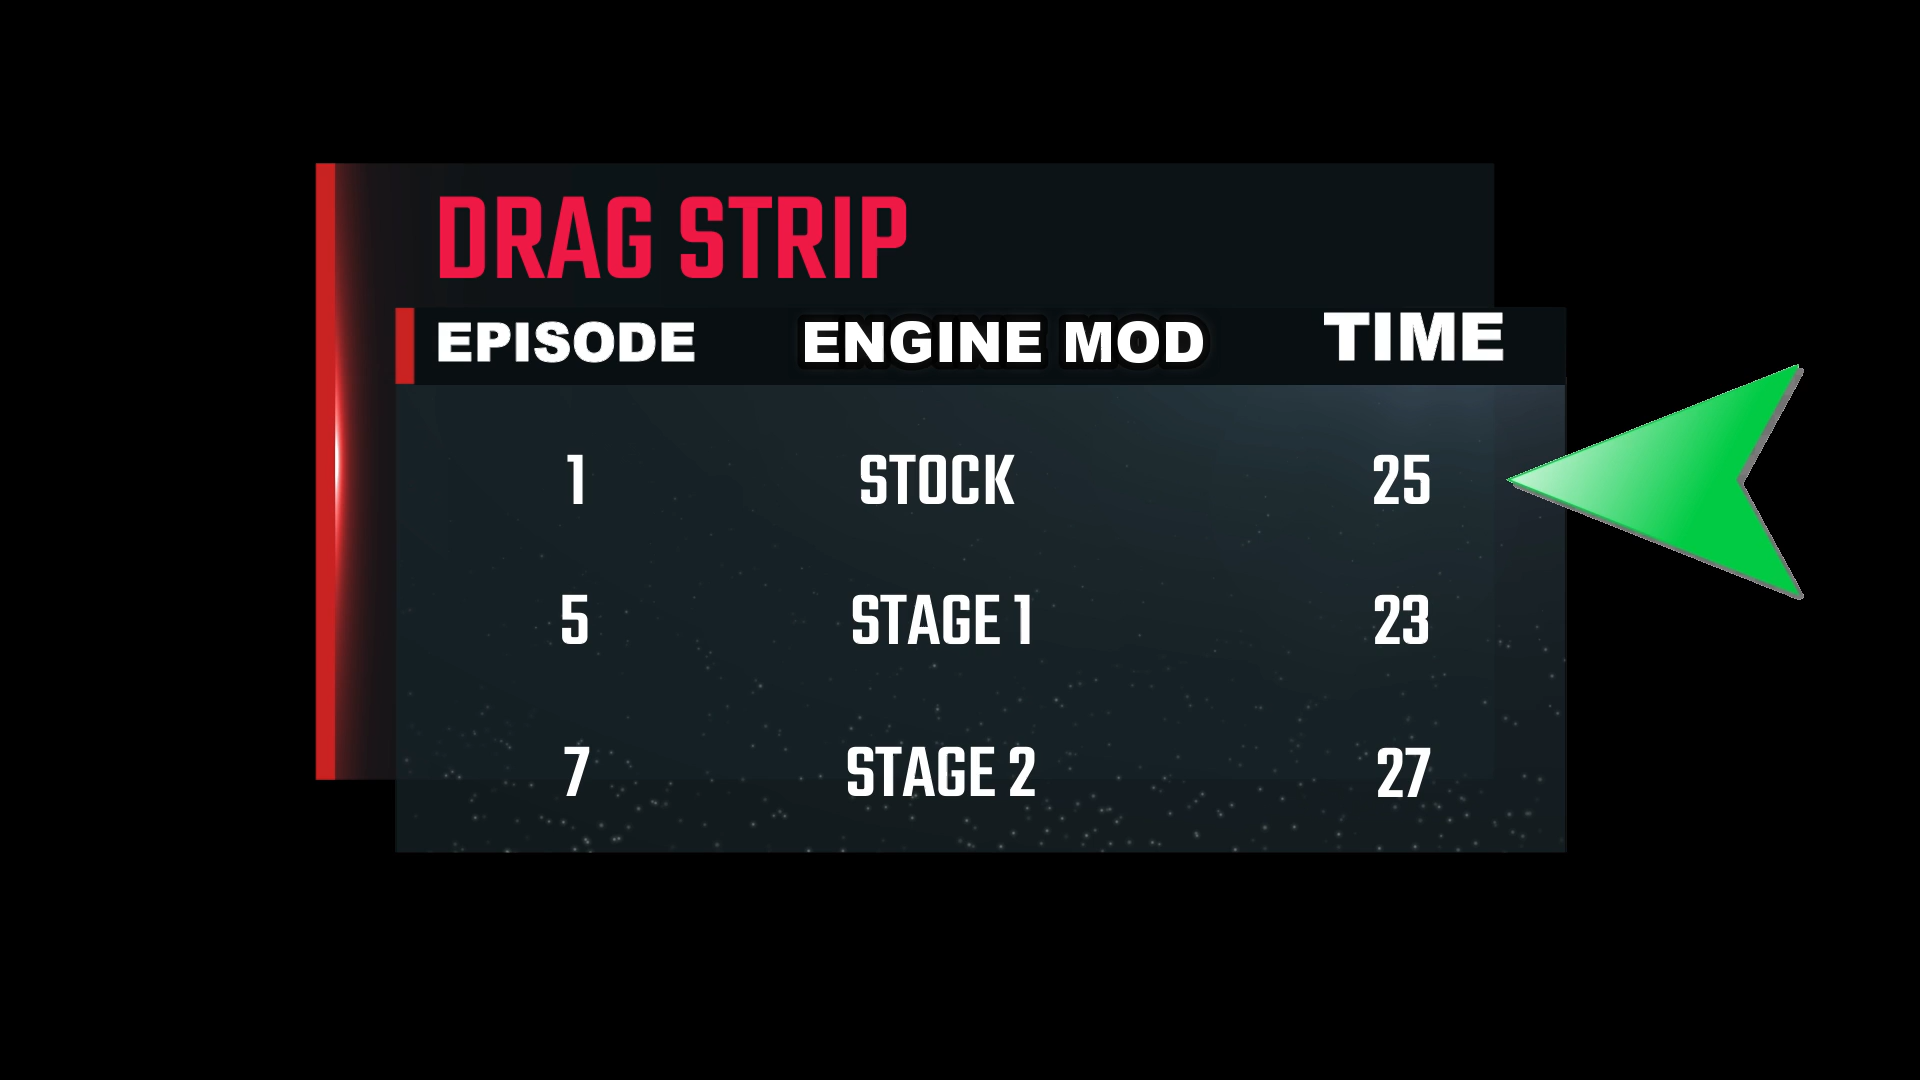 DRAG STRIP
EPISODE ENGINE MOD TIME
1 STOCK 25
5 STAGE 1 23
7 STAGE 2 27